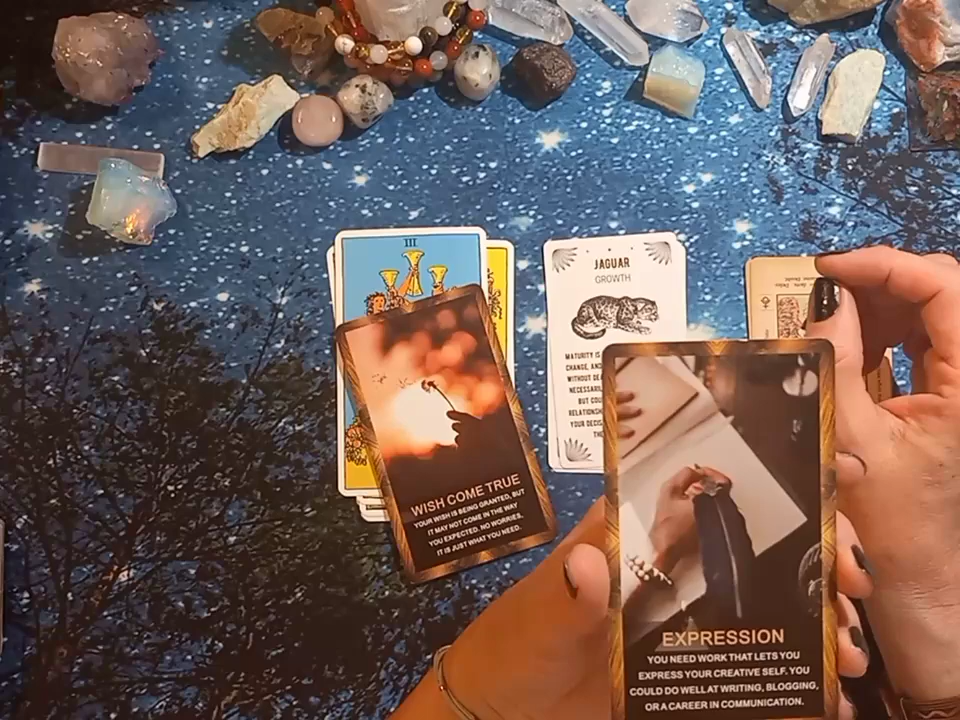 III
JAGUAR
GROWTH
MATURITY IS
CHANGE, AND
WITHOUT
NECESSARIL
BUT COU
RELATIONSH
YOUR DECIS
WISH COME TRUE
YOUR WISH IS BEING GRANTED, BUT
IT MAY NOT COME IN THE WAY
YOU EXPECTED. NO WORRIES,
IT IS JUST WHAT YOU NEED.
EXPRESSION
YOU NEED WORK THAT LETS YOU
EXPRESS YOUR CREATIVE SELF. YOU
COULD DO WELL AT WRITING, BLOGGING,
OR A CAREER IN COMMUNICATION.